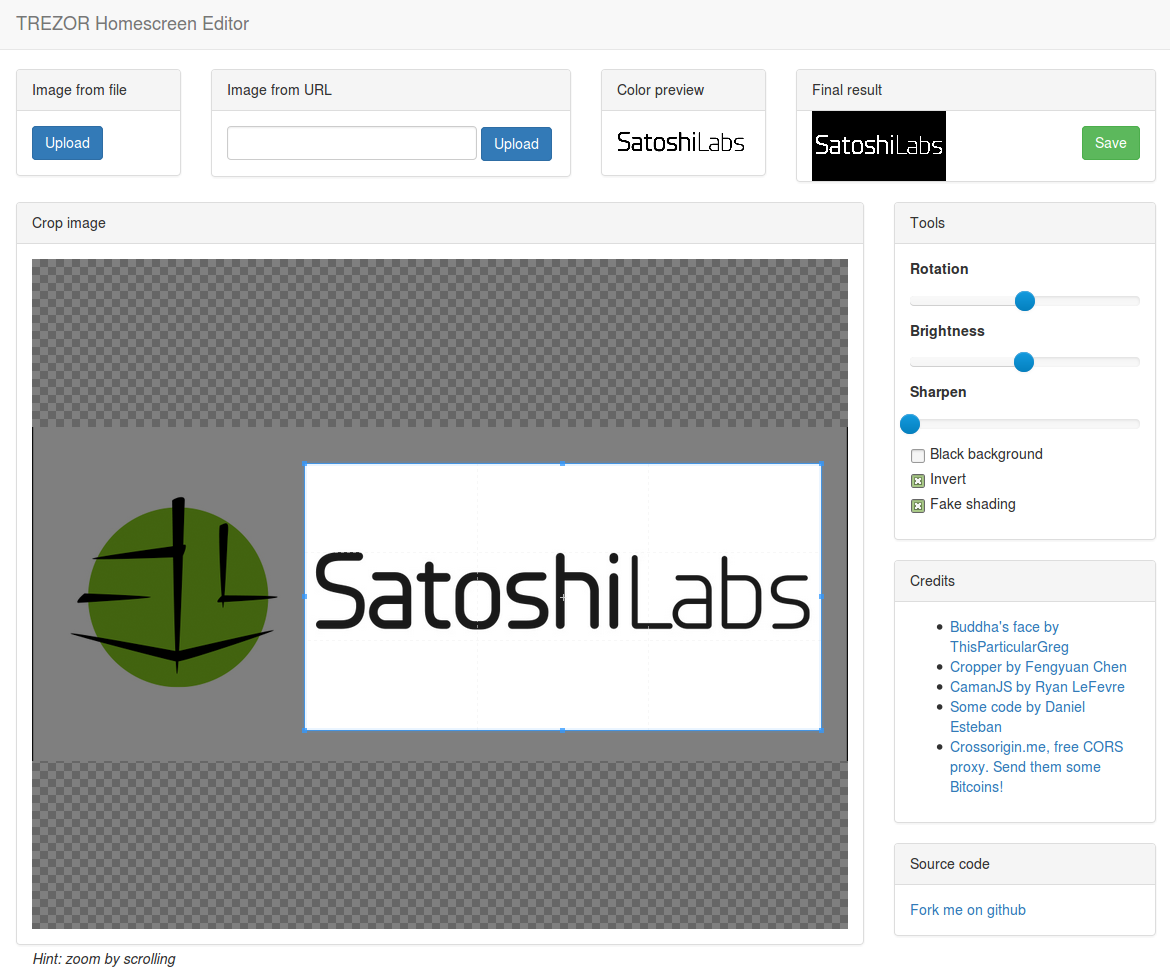 TREZOR Homescreen Editor
Image from file
Upload
Image from URL
Upload
Color preview
SatoshiLabs
Final result
SatoshiLabs
Save
Crop image
SatoshiLabs
Hint: zoom by scrolling
Tools
Rotation
Brightness
Sharpen
Black background
Invert
Fake shading
Credits
Buddha's face by
ThisParticularGreg
Cropper by Fengyuan Chen
CamanJS by Ryan LeFevre
Some code by Daniel
Esteban
Crossorigin.me, free CORS
proxy. Send them some
Bitcoins!
Source code
Fork me on github